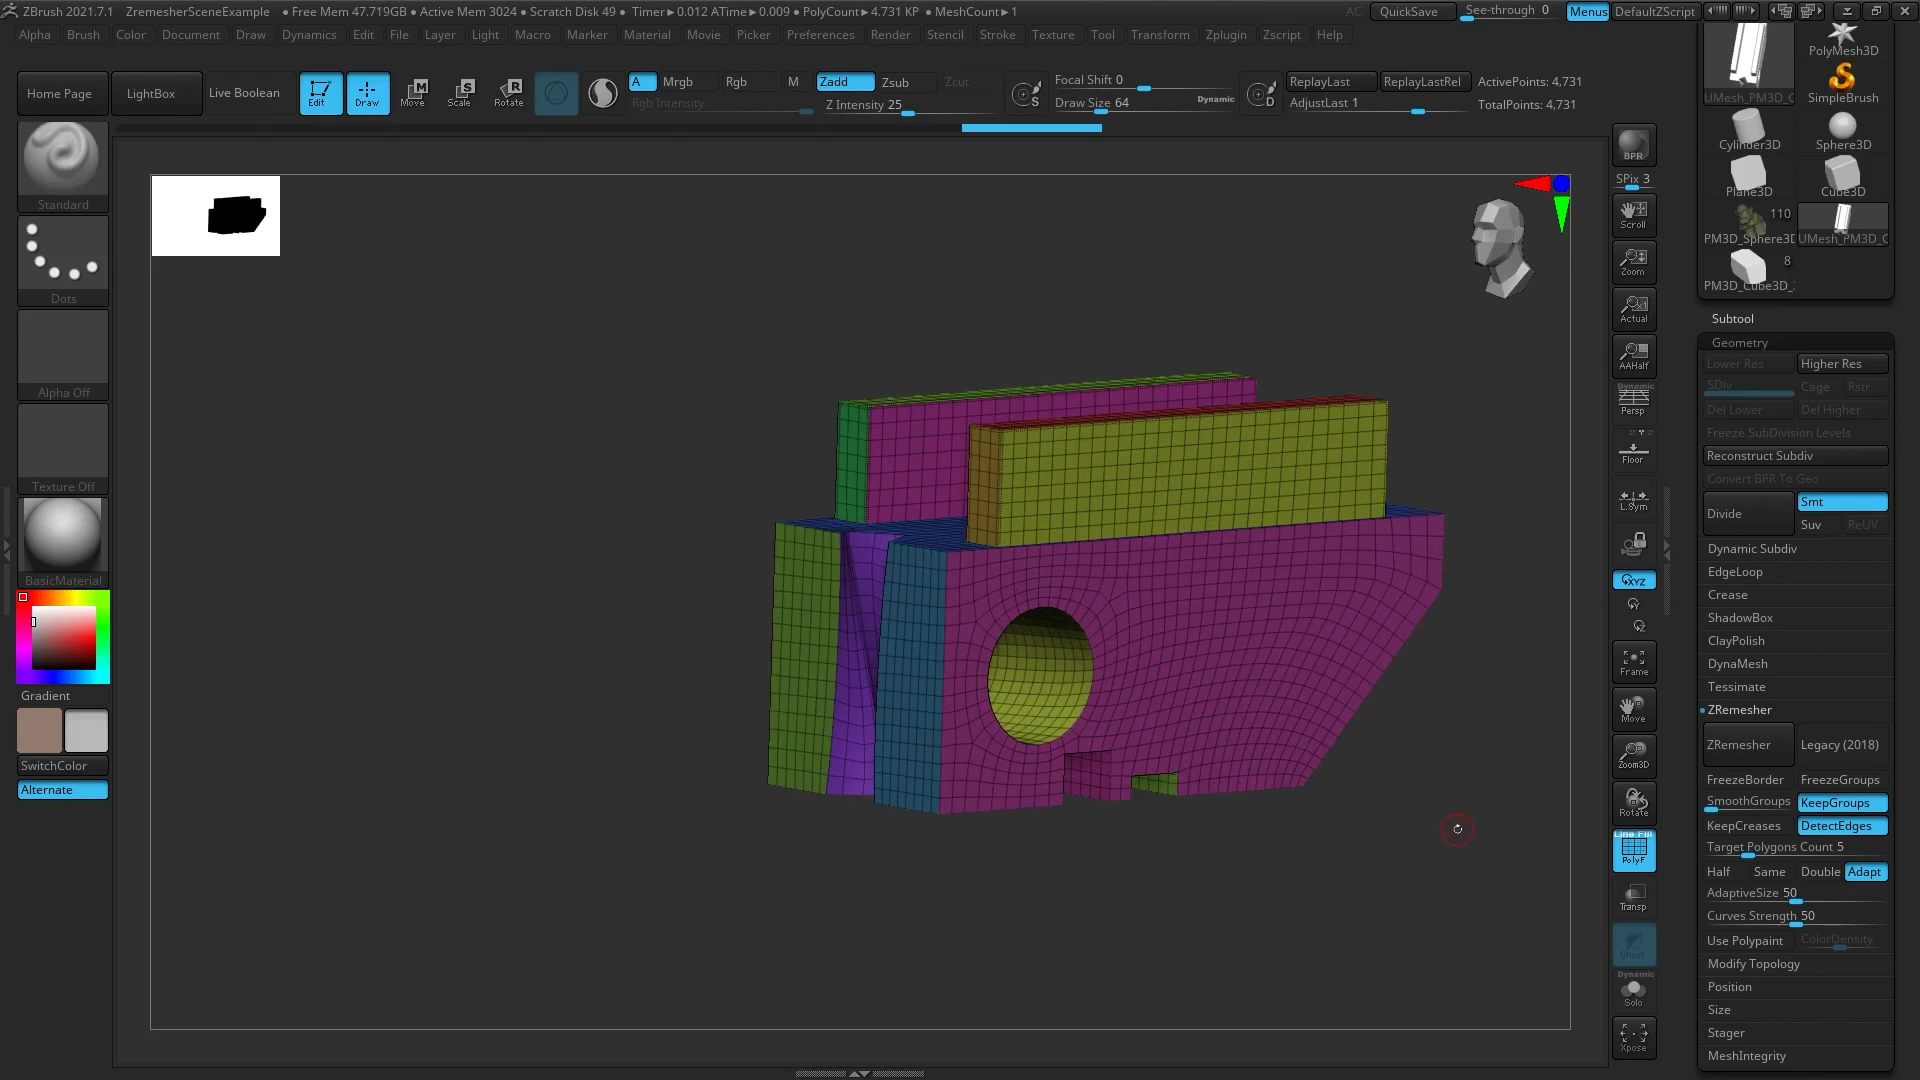 ZBrush 2021.7.1 ZremesherSceneExample ● Free Mem 47.719GB ● Active Mem 3024 ● Scratch Disk 49 ● Timer►0.012 ATime►0.009 ● PolyCount►4.731 KP ● MeshCount►1
AC QuickSave See-through 0 Menus DefaultZScript
Alpha Brush Color Document Draw Dynamics Edit File Layer Light Macro Marker Material Movie Picker Preferences Render Stencil Stroke Texture Tool Transform Zplugin Zscript Help
Home Page LightBox Live Boolean
Edit Draw Move Scale Rotate
A Mrgb Rgb M Zadd Zsub Zcut
Rgb Intensity Z Intensity 25
Focal Shift 0
Draw Size 64 Dynamic
ReplayLast ReplayLastRel ActivePoints: 4,731
AdjustLast 1 TotalPoints: 4,731
Standard
Dots
Alpha Off
Texture Off
BasicMaterial
Gradient
SwitchColor
Alternate
BPR
SPix 3
Scroll
Zoom
Actual
AAHalf
Dynamic
Persp
Floor
L.Sym
XYZ
Frame
Move
Zoom3D
Rotate
Line Fill
PolyF
Transp
Ghost
Dynamic
Solo
Xpose
PolyMesh3D
UMesh_PM3D_C SimpleBrush
Cylinder3D Sphere3D
Plane3D Cube3D
110
PM3D_Sphere3D UMesh_PM3D_C
8
PM3D_Cube3D_
Subtool
Geometry
Lower Res Higher Res
SDiv Cage Rstr
Del Lower Del Higher
Freeze SubDivision Levels
Reconstruct Subdiv
Convert BPR To Geo
Divide Smt
Suv ReUV
Dynamic Subdiv
EdgeLoop
Crease
ShadowBox
ClayPolish
DynaMesh
Tessimate
ZRemesher
ZRemesher Legacy (2018)
FreezeBorder FreezeGroups
SmoothGroups KeepGroups
KeepCreases DetectEdges
Target Polygons Count 5
Half Same Double Adapt
AdaptiveSize 50
Curves Strength 50
Use Polypaint ColorDensity
Modify Topology
Position
Size
Stager
MeshIntegrity